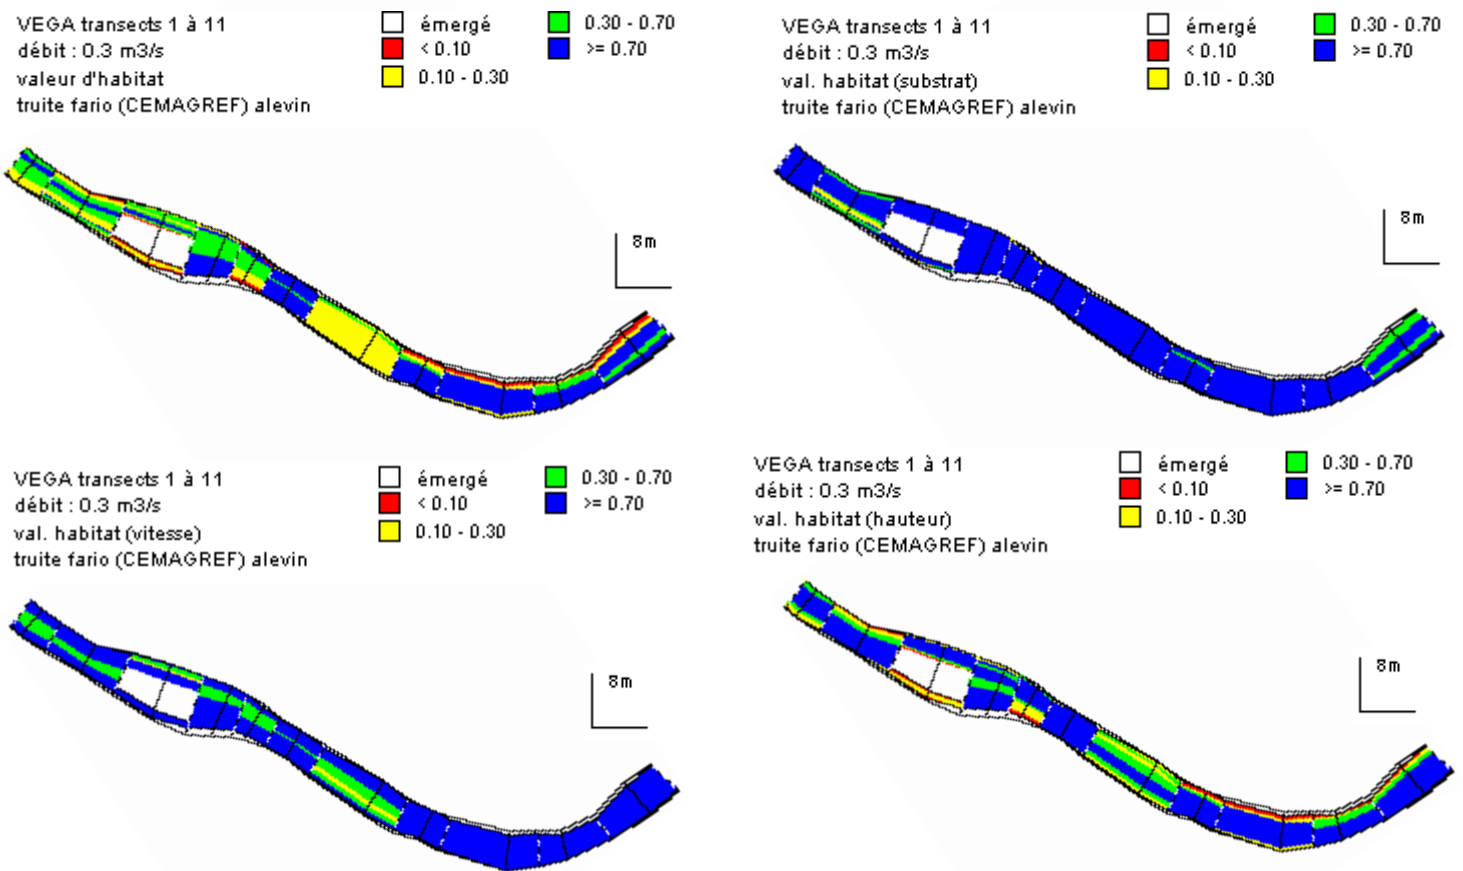 VEGA transects 1 à 11
débit : 0.3 m3/s
valeur d'habitat
truite fario (CEMAGREF) alevin
émergé
< 0.10
0.10 - 0.30
0.30 - 0.70
>= 0.70
8m
VEGA transects 1 à 11
débit : 0.3 m3/s
val. habitat (substrat)
truite fario (CEMAGREF) alevin
émergé
< 0.10
0.10 - 0.30
0.30 - 0.70
>= 0.70
8m
VEGA transects 1 à 11
débit : 0.3 m3/s
val. habitat (vitesse)
truite fario (CEMAGREF) alevin
émergé
< 0.10
0.10 - 0.30
0.30 - 0.70
>= 0.70
8m
VEGA transects 1 à 11
débit : 0.3 m3/s
val. habitat (hauteur)
truite fario (CEMAGREF) alevin
émergé
< 0.10
0.10 - 0.30
0.30 - 0.70
>= 0.70
8m